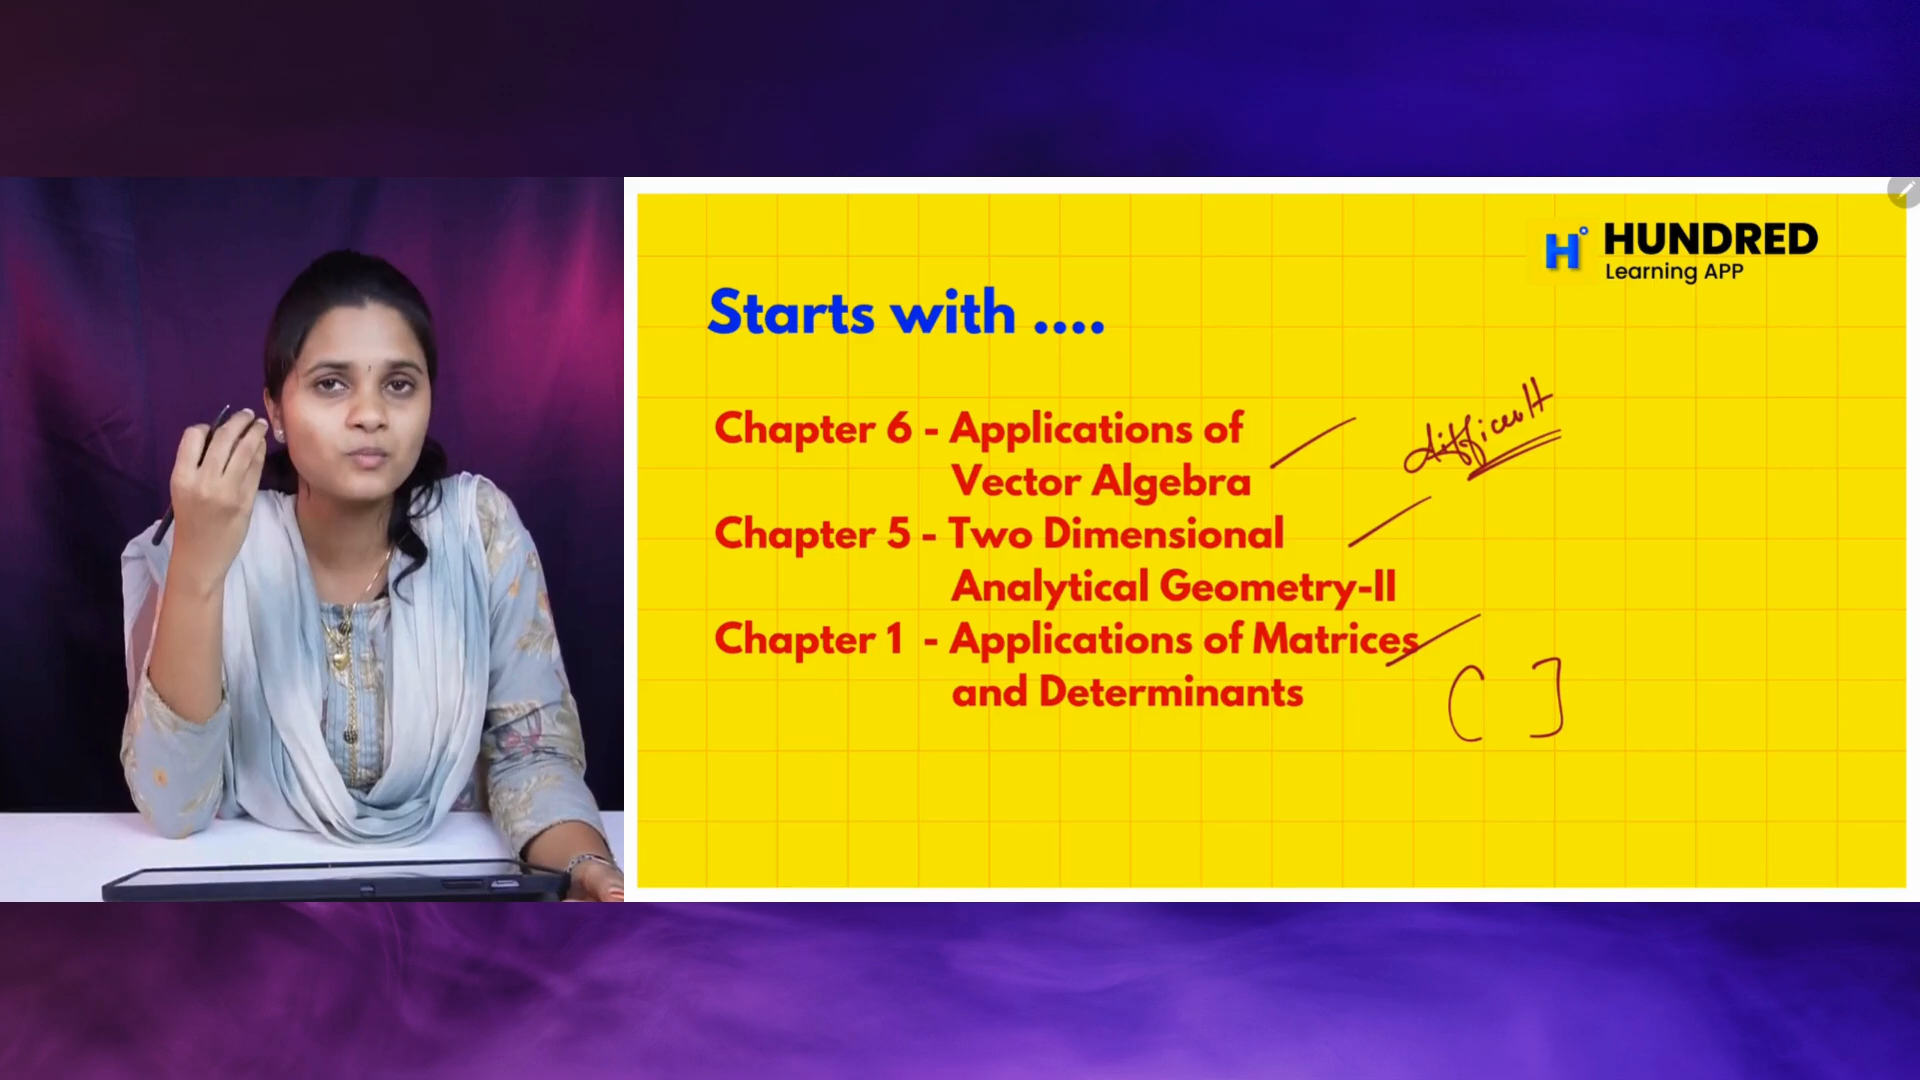 H° HUNDRED
Learning APP
Starts with ....
Chapter 6 - Applications of
Vector Algebra
difficult
Chapter 5 - Two Dimensional
Analytical Geometry-II
Chapter 1 - Applications of Matrices
and Determinants
[ ]